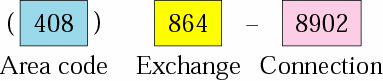 ( 408 ) 864 – 8902
Area code Exchange Connection